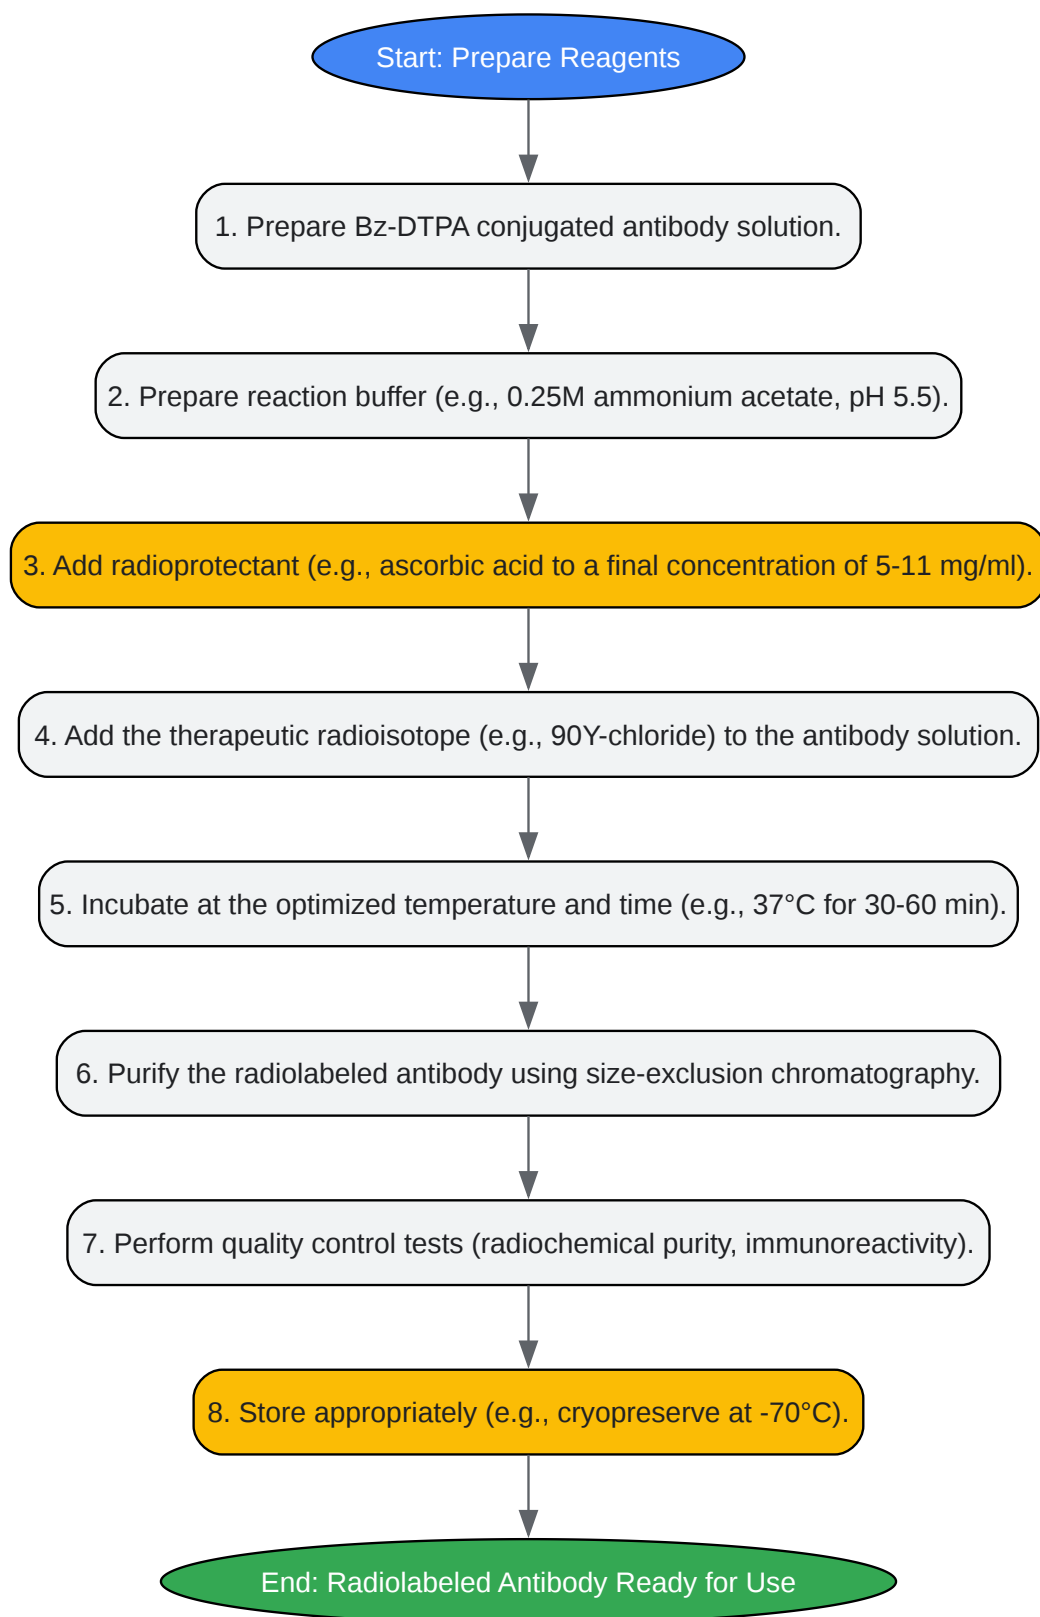 Start: Prepare Reagents
1. Prepare Bz-DTPA conjugated antibody solution.
2. Prepare reaction buffer (e.g., 0.25M ammonium acetate, pH 5.5).
3. Add radioprotectant (e.g., ascorbic acid to a final concentration of 5-11 mg/ml).
4. Add the therapeutic radioisotope (e.g., 90Y-chloride) to the antibody solution.
5. Incubate at the optimized temperature and time (e.g., 37°C for 30-60 min).
6. Purify the radiolabeled antibody using size-exclusion chromatography.
7. Perform quality control tests (radiochemical purity, immunoreactivity).
8. Store appropriately (e.g., cryopreserve at -70°C).
End: Radiolabeled Antibody Ready for Use